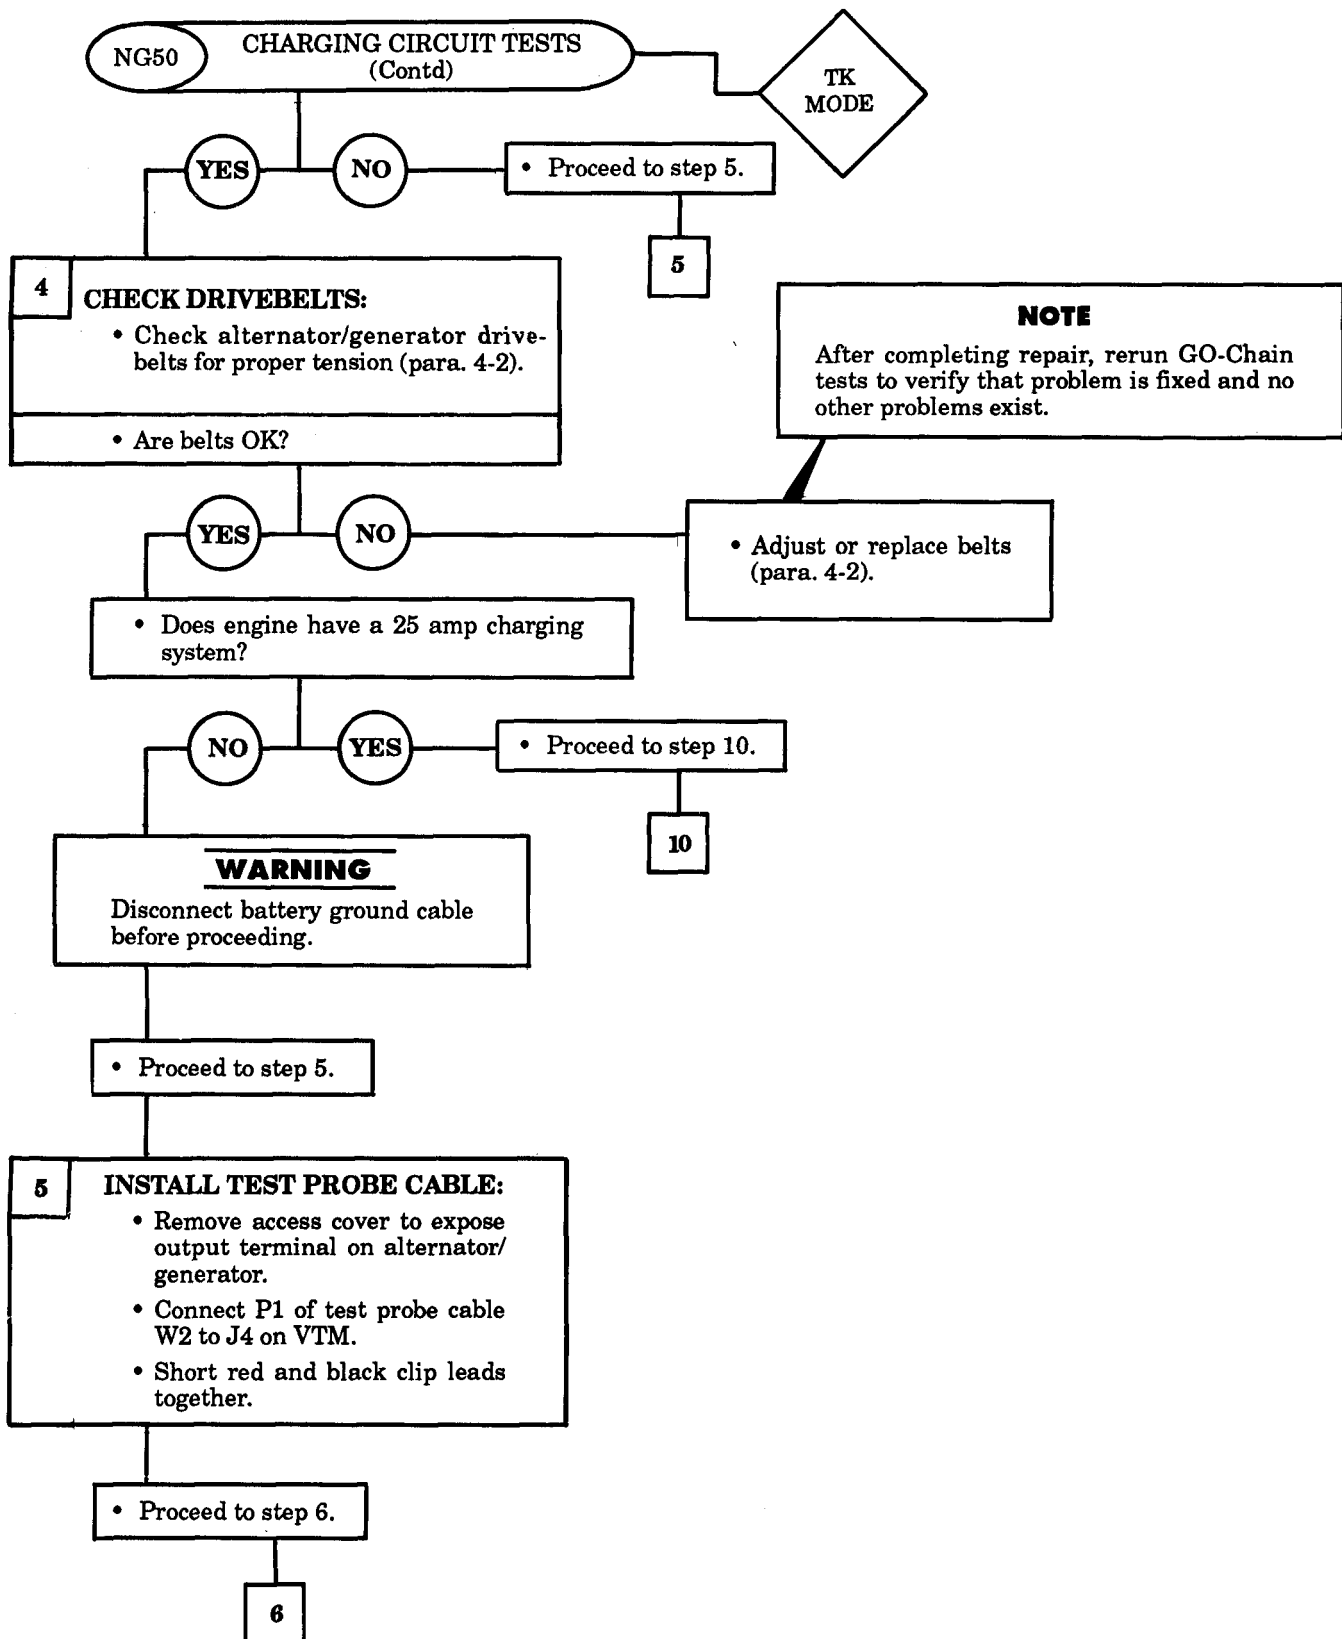 NG50
CHARGING CIRCUIT TESTS
(Contd)
TK
MODE
YES
NO
• Proceed to step 5.
5
4
CHECK DRIVEBELTS:
• Check alternator/generator drive-
belts for proper tension (para. 4-2).
• Are belts OK?
NOTE
After completing repair, rerun GO-Chain
tests to verify that problem is fixed and no
other problems exist.
YES
NO
• Adjust or replace belts
(para. 4-2).
• Does engine have a 25 amp charging
system?
NO
YES
• Proceed to step 10.
10
WARNING
Disconnect battery ground cable
before proceeding.
• Proceed to step 5.
5
INSTALL TEST PROBE CABLE:
• Remove access cover to expose
output terminal on alternator/
generator.
• Connect P1 of test probe cable
W2 to J4 on VTM.
• Short red and black clip leads
together.
• Proceed to step 6.
6